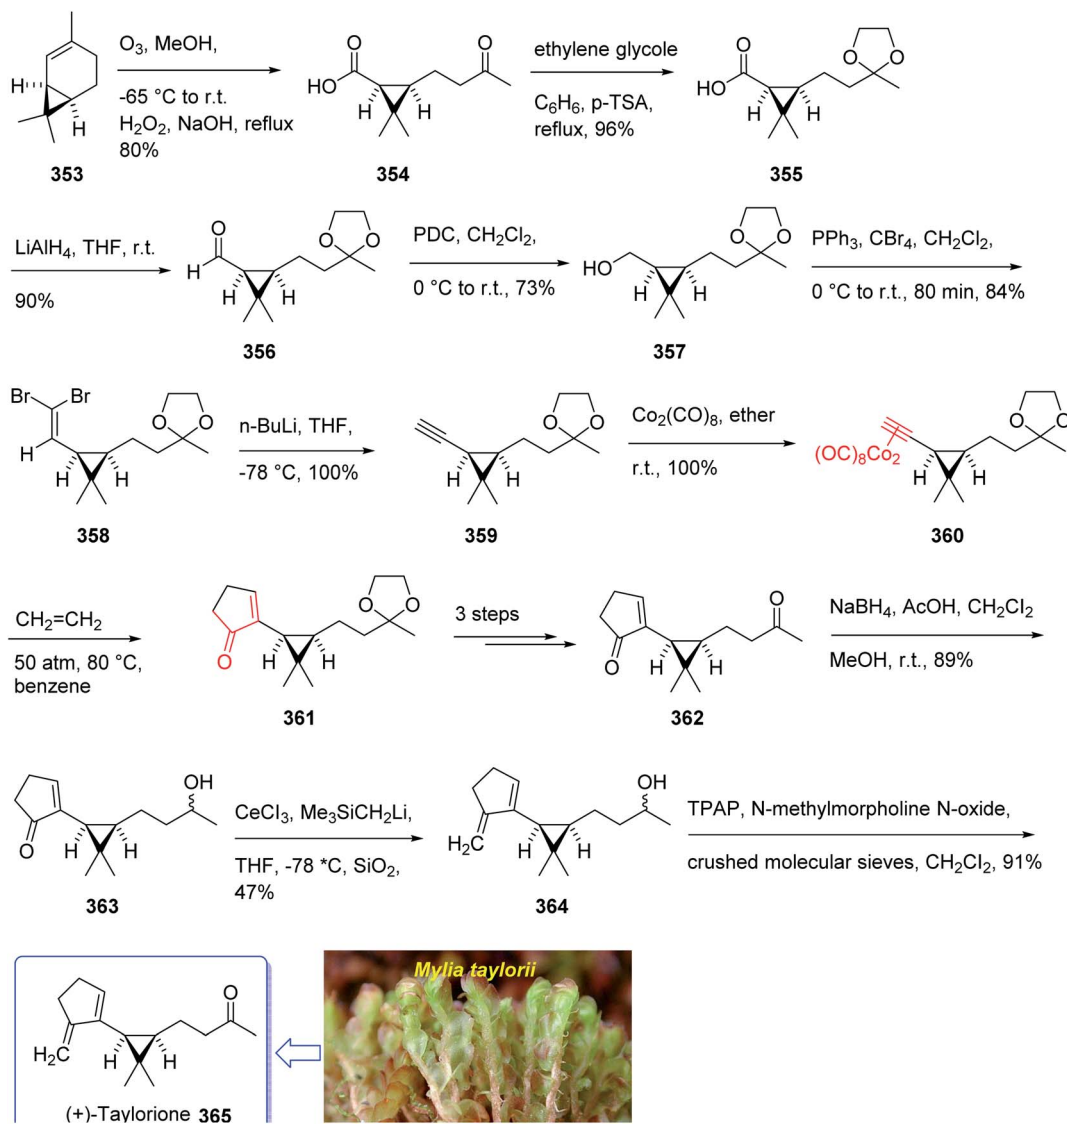 O3, MeOH,
-65 °C to r.t.
H2O2, NaOH, reflux
80%
H
H
353
O
HO
O
H
H
354
ethylene glycole
C6H6, p-TSA,
reflux, 96%
O
HO
O
O
H
H
355
LiAlH4, THF, r.t.
90%
O
H
O
O
H
H
356
PDC, CH2Cl2,
0 °C to r.t., 73%
HO
O
O
H
H
357
PPh3, CBr4, CH2Cl2,
0 °C to r.t., 80 min, 84%
Br
Br
H
O
O
H
H
358
n-BuLi, THF,
-78 °C, 100%
O
O
H
H
359
Co2(CO)8, ether
r.t., 100%
(OC)8Co2
O
O
H
H
360
CH2=CH2
50 atm, 80 °C,
benzene
O
O
O
H
H
361
3 steps
O
O
H
H
362
NaBH4, AcOH, CH2Cl2
MeOH, r.t., 89%
OH
O
H
H
363
CeCl3, Me3SiCH2Li,
THF, -78 *C, SiO2,
47%
OH
H2C
H
H
364
TPAP, N-methylmorpholine N-oxide,
crushed molecular sieves, CH2Cl2, 91%
O
H2C
H
H
(+)-Taylorione 365
Mylia taylorii